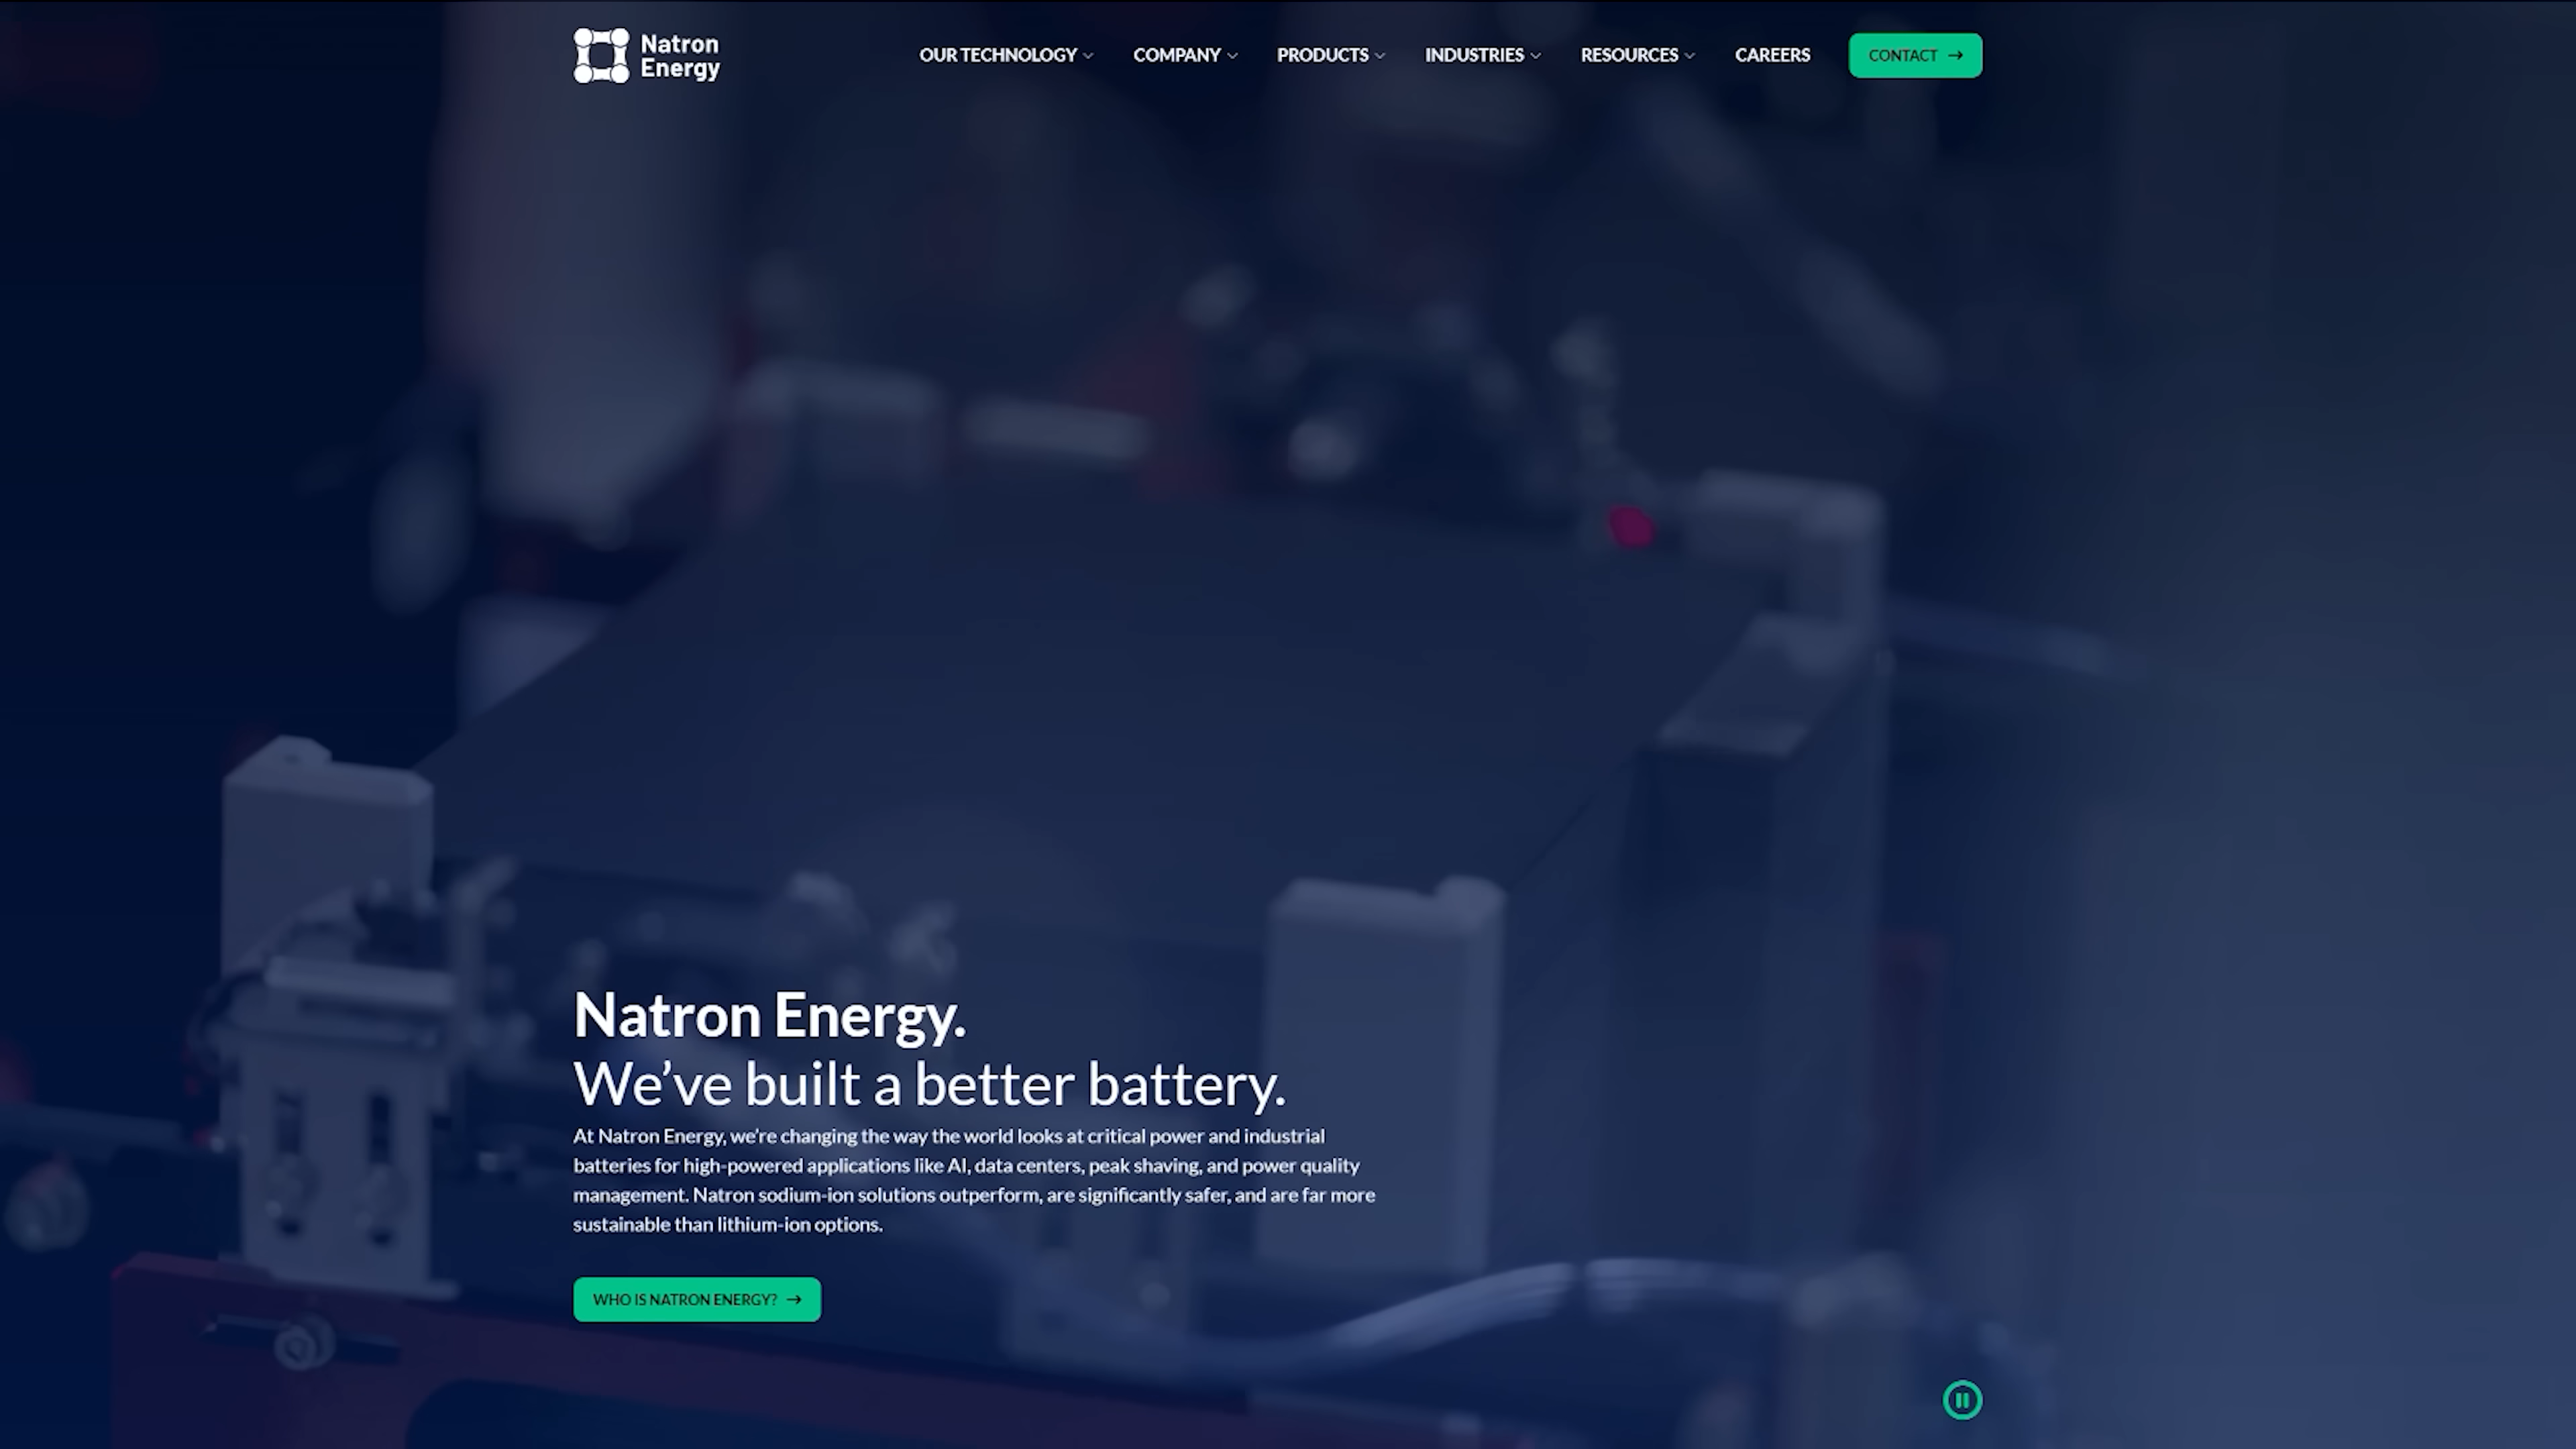 Natron
Energy
OUR TECHNOLOGY
COMPANY
PRODUCTS
INDUSTRIES
RESOURCES
CAREERS
CONTACT →
Natron Energy.
We’ve built a better battery.
At Natron Energy, we’re changing the way the world looks at critical power and industrial
batteries for high-powered applications like AI, data centers, peak shaving, and power quality
management. Natron sodium-ion solutions outperform, are significantly safer, and are far more
sustainable than lithium-ion options.
WHO IS NATRON ENERGY? →